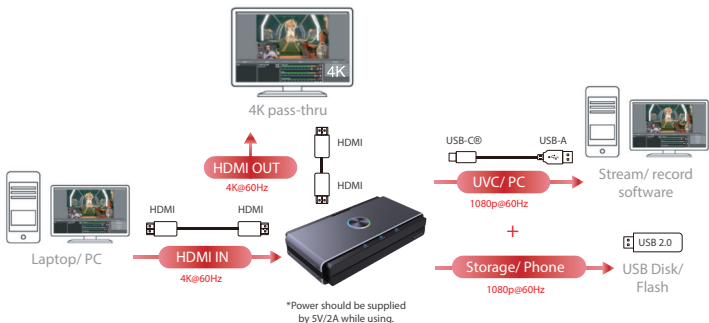 4K
4K pass-thru
HDMI
HDMI
HDMI OUT
4K@60Hz
USB-C®
USB-A
UVC/ PC
1080p@60Hz
Stream/ record
software
HDMI
HDMI
HDMI IN
4K@60Hz
Laptop/ PC
+
Storage/ Phone
1080p@60Hz
USB 2.0
USB Disk/
Flash
*Power should be supplied
by 5V/2A while using.